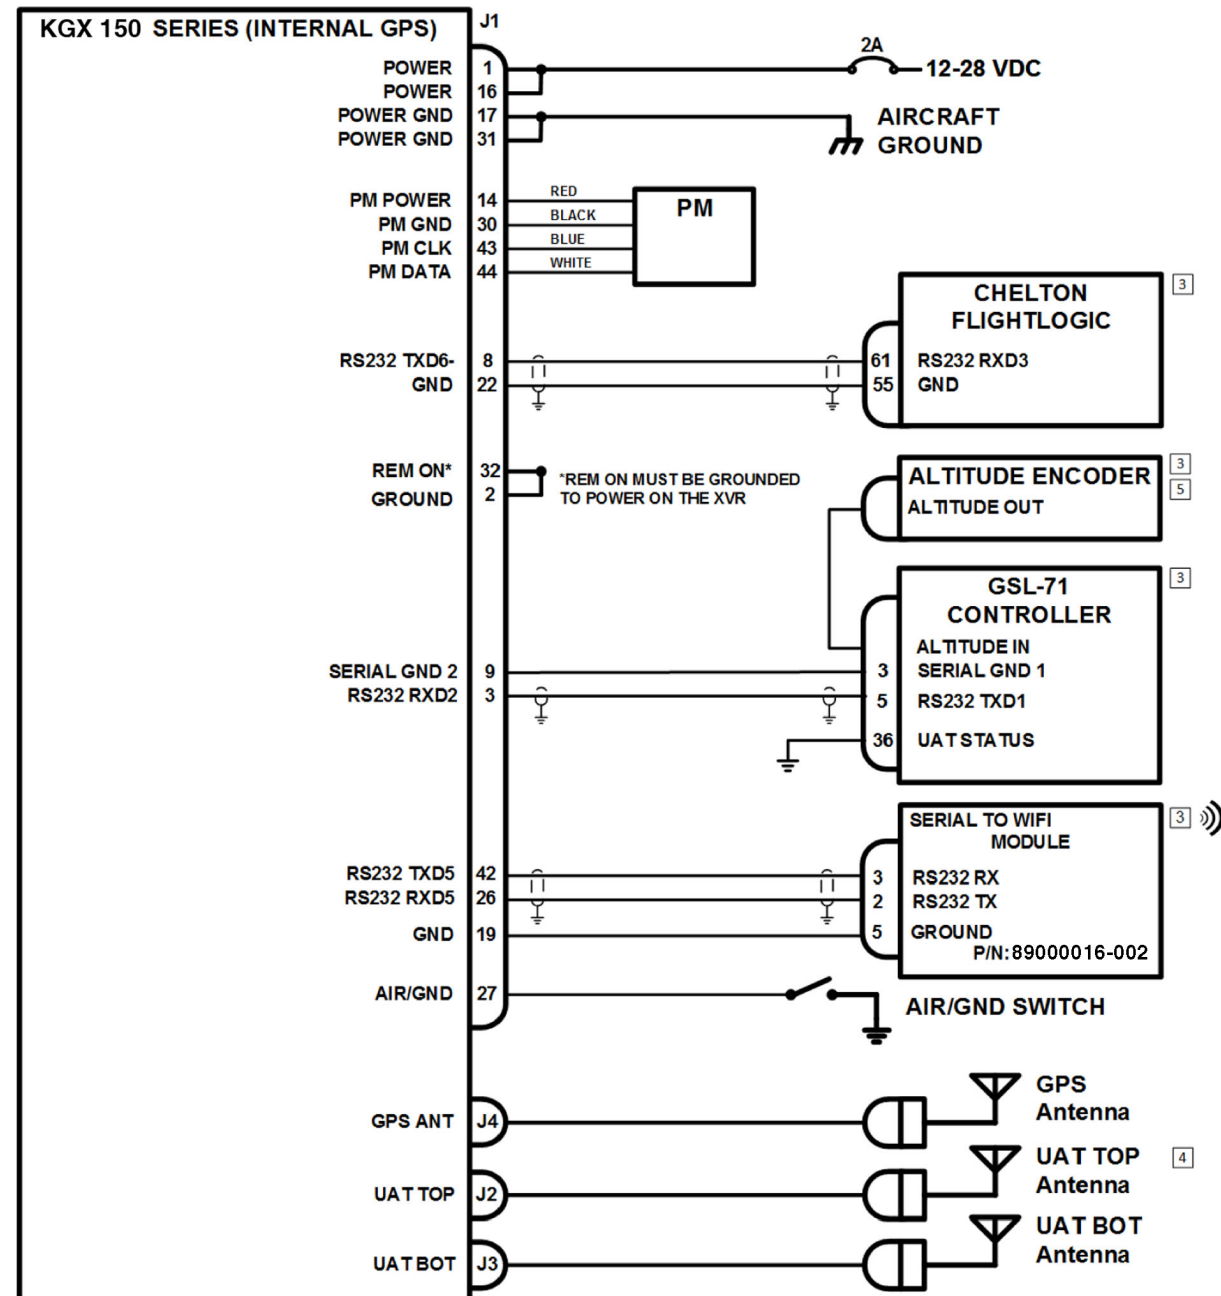 KGX 150 SERIES (INTERNAL GPS)
J1
POWER 1
2A
12-28 VDC
POWER 16
POWER GND 17
AIRCRAFT
GROUND
POWER GND 31
PM POWER 14 RED
PM
PM GND 30 BLACK
PM CLK 43 BLUE
PM DATA 44 WHITE
CHELTON
FLIGHTLOGIC
3
RS232 TXD6- 8
61 RS232 RXD3
GND 22
55 GND
REM ON* 32
GROUND 2
*REM ON MUST BE GROUNDED
TO POWER ON THE XVR
ALTITUDE ENCODER
3
5
ALTITUDE OUT
GSL-71
CONTROLLER
3
ALTITUDE IN
SERIAL GND 2 9
3 SERIAL GND 1
RS232 RXD2 3
5 RS232 TXD1
36 UAT STATUS
SERIAL TO WIFI
MODULE
3
RS232 TXD5 42
3 RS232 RX
RS232 RXD5 26
2 RS232 TX
GND 19
5 GROUND
P/N: 89000016-002
AIR/GND 27
AIR/GND SWITCH
GPS ANT J4
GPS
Antenna
UAT TOP J2
UAT TOP
Antenna
4
UAT BOT J3
UAT BOT
Antenna